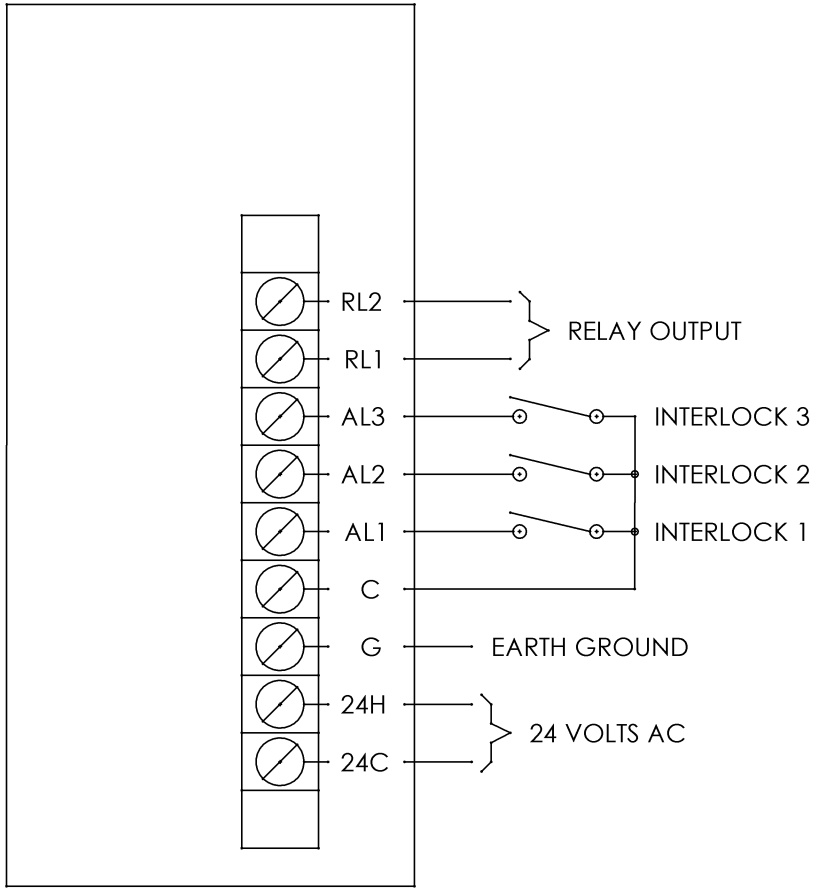 RL2
RELAY OUTPUT
RL1
AL3 INTERLOCK 3
AL2 INTERLOCK 2
AL1 INTERLOCK 1
C
G EARTH GROUND
24H
24 VOLTS AC
24C